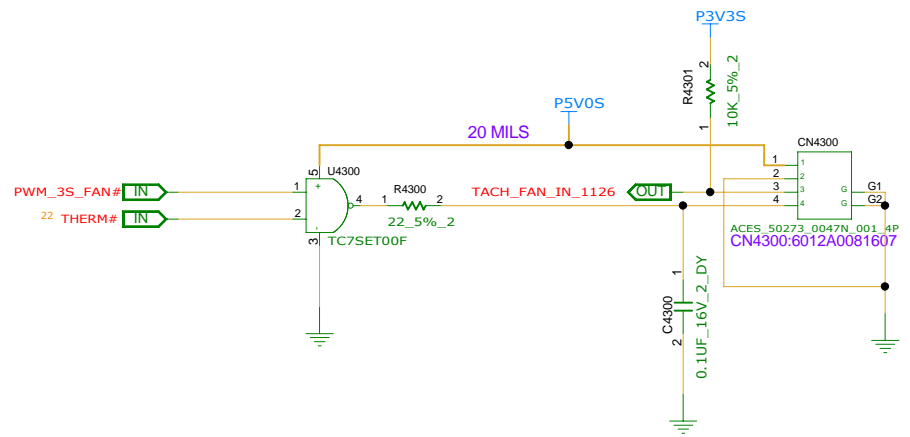 P3V3S
R4301
2
1
10K_5%_2
P5V0S
20 MILS
CN4300
1
2
3
4
1
2
3
4
G
G
G1
G2
ACES_50273_0047N_001_4P
CN4300:6012A0081607
PWM_3S_FAN#
IN
22 THERM#
IN
1
2
5
+
-
3
4
U4300
TC7SET00F
R4300
1
2
22_5%_2
TACH_FAN_IN_1126
OUT
1
C4300
2
0.1UF_16V_2_DY